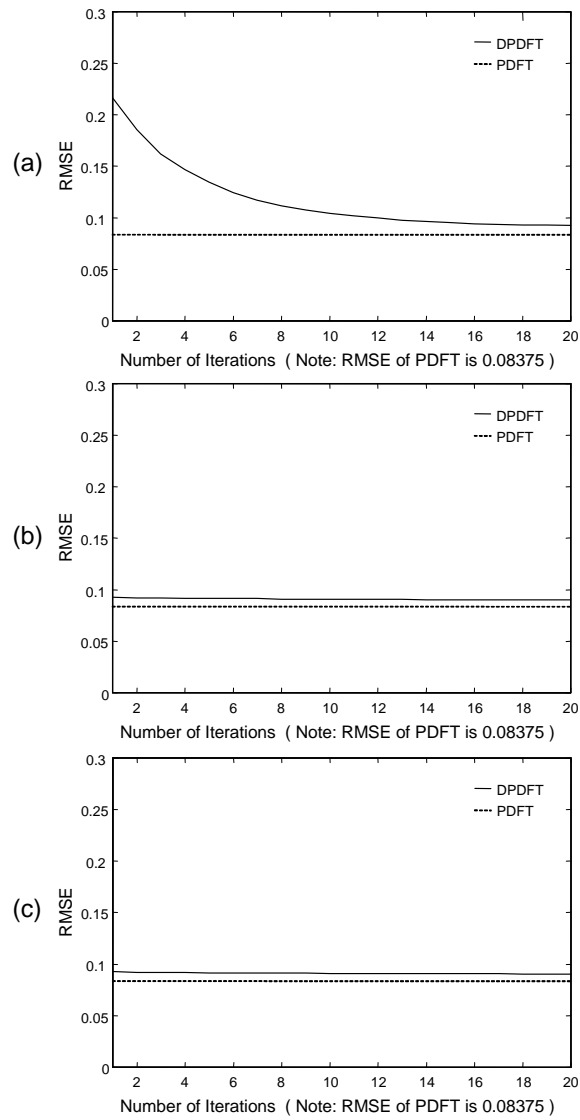 0.3
DPDFT
PDFT
0.25
0.2
(a)
RMSE
0.15
0.1
0.05
0
2 4 6 8 10 12 14 16 18 20
Number of Iterations ( Note: RMSE of PDFT is 0.08375 )
0.3
DPDFT
PDFT
0.25
0.2
(b)
RMSE
0.15
0.1
0.05
0
2 4 6 8 10 12 14 16 18 20
Number of Iterations ( Note: RMSE of PDFT is 0.08375 )
0.3
DPDFT
PDFT
0.25
0.2
(c)
RMSE
0.15
0.1
0.05
0
2 4 6 8 10 12 14 16 18 20
Number of Iterations ( Note: RMSE of PDFT is 0.08375 )